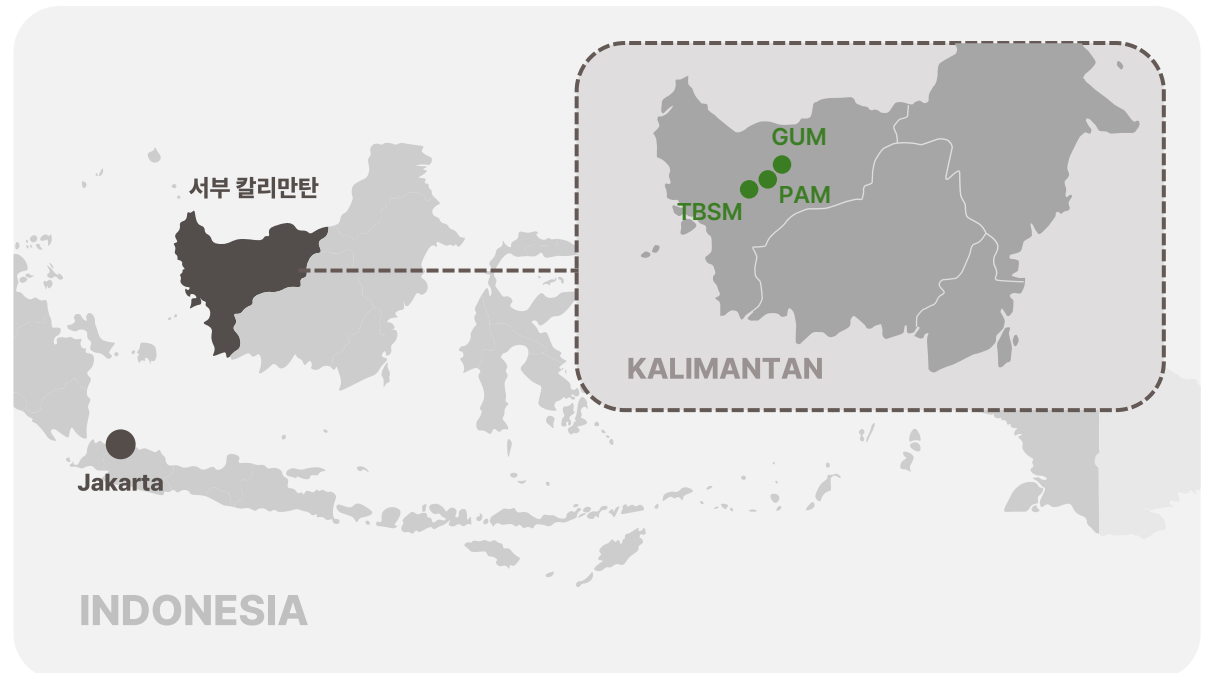 서부 칼리만탄
GUM
PAM
TBSM
KALIMANTAN
Jakarta
INDONESIA